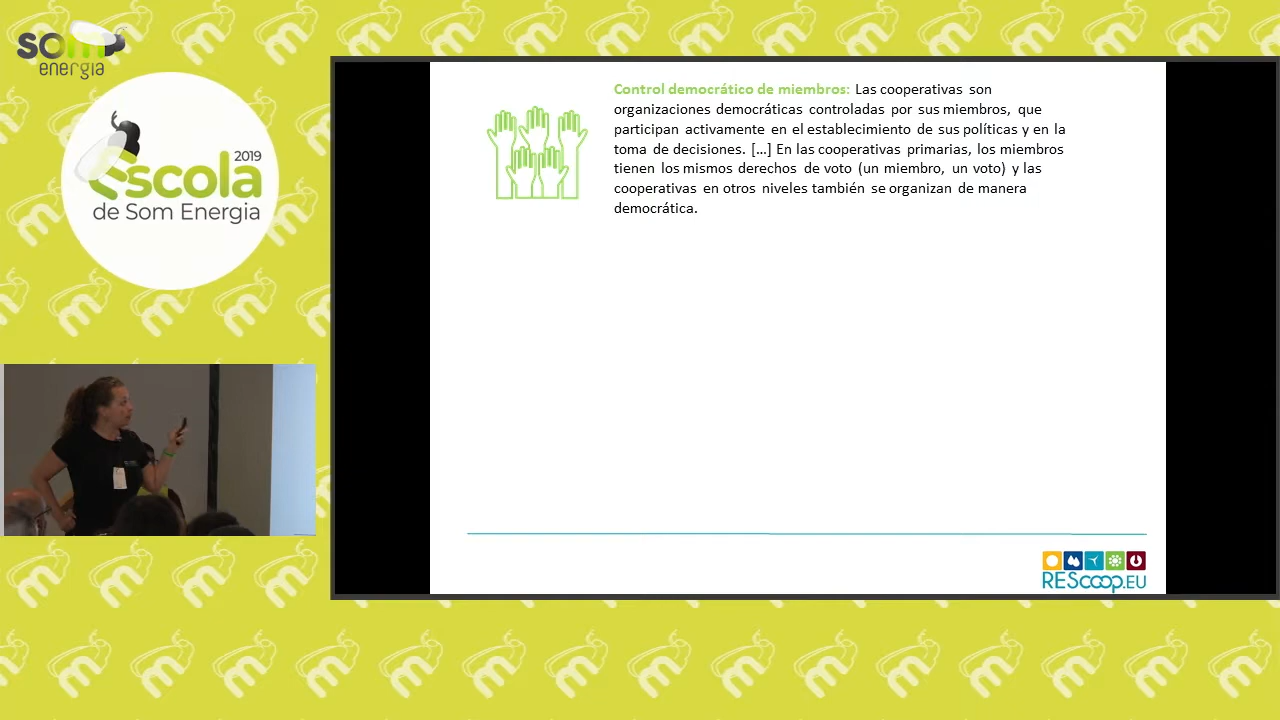 som
energia
2019
Escola
de Som Energia
Control democrático de miembros: Las cooperativas son
organizaciones democráticas controladas por sus miembros, que
participan activamente en el establecimiento de sus políticas y en la
toma de decisiones. [...] En las cooperativas primarias, los miembros
tienen los mismos derechos de voto (un miembro, un voto) y las
cooperativas en otros niveles también se organizan de manera
democrática.
REScoop.EU